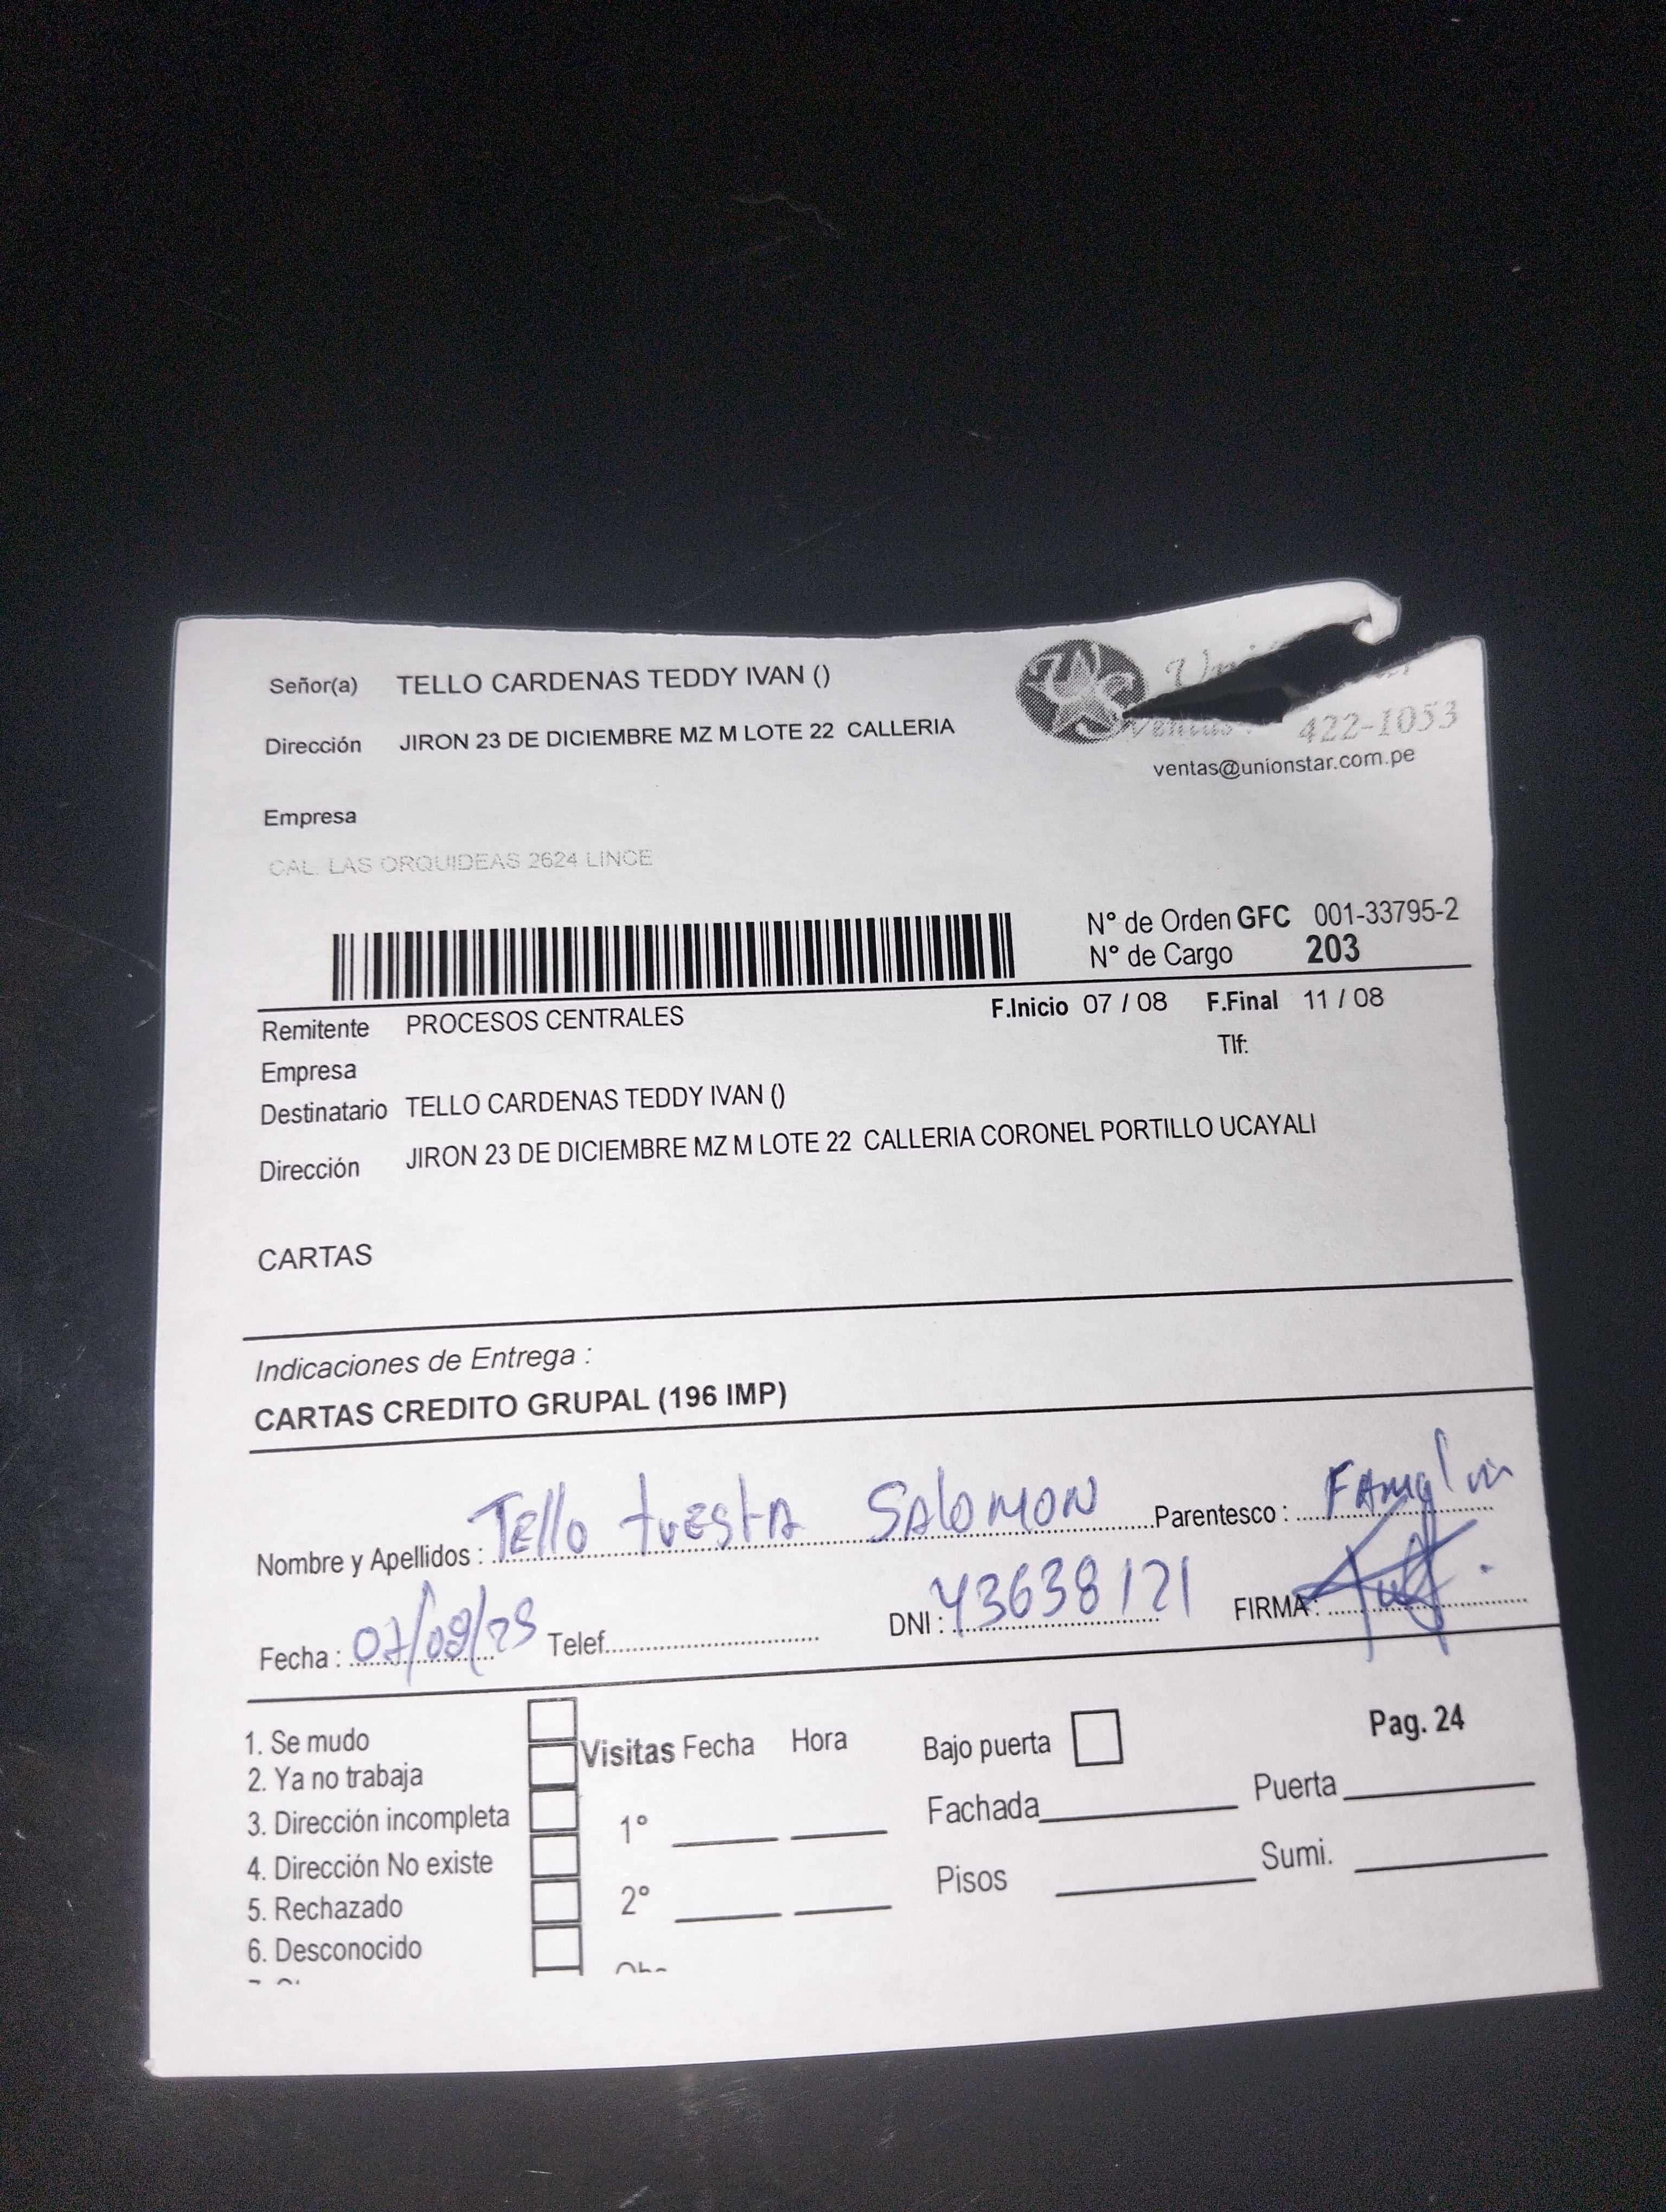 Señor(a) TELLO CARDENAS TEDDY IVAN ()
Dirección JIRON 23 DE DICIEMBRE MZ M LOTE 22 CALLERIA
422-1053
ventas@unionstar.com.pe
Empresa
CAL. LAS ORQUIDEAS 2624 LINCE
N° de Orden GFC 001-33795-2
N° de Cargo 203
Remitente PROCESOS CENTRALES F.Inicio 07 / 08 F.Final 11 / 08
Empresa Tlf:
Destinatario TELLO CARDENAS TEDDY IVAN ()
Dirección JIRON 23 DE DICIEMBRE MZ M LOTE 22 CALLERIA CORONEL PORTILLO UCAYALI
CARTAS
Indicaciones de Entrega :
CARTAS CREDITO GRUPAL (196 IMP)
Nombre y Apellidos : Tello tuesta Salomon Parentesco :
Fecha : Telef. DNI : 43638121 FIRMA :
1. Se mudo
2. Ya no trabaja
3. Dirección incompleta
4. Dirección No existe
5. Rechazado
6. Desconocido
Visitas Fecha Hora
1°
2°
Bajo puerta Pag. 24
Fachada Puerta
Pisos Sumi.